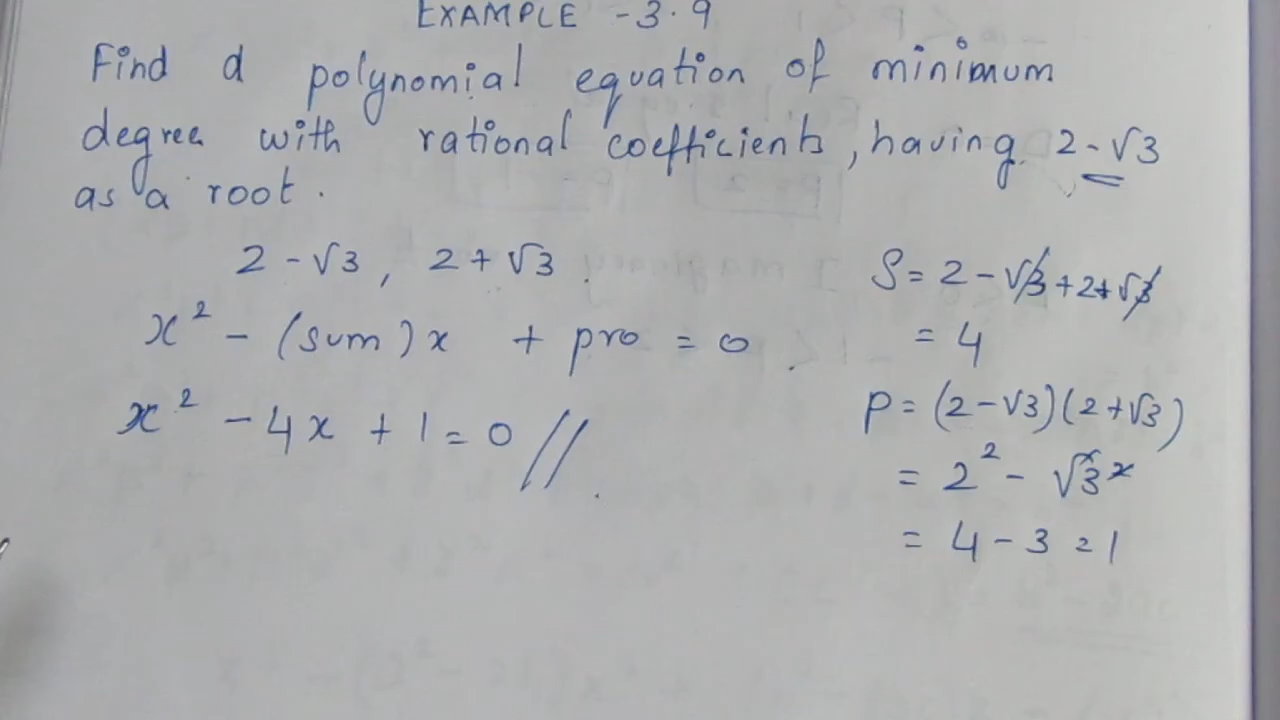 EXAMPLE - 3.9
Find a polynomial equation of minimum
degree with rational coefficients, having 2-√3
as a root.
2-√3, 2+√3
x² - (sum)x + pro = 0
x² - 4x + 1 = 0 //
S = 2-√3+2+√3
= 4
P = (2-√3)(2+√3)
= 2² - √3²
= 4-3 = 1